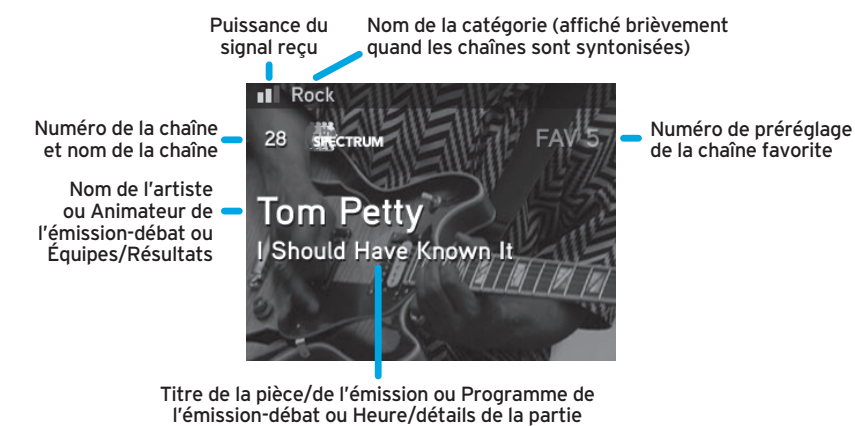 Puissance du
signal reçu
Nom de la catégorie (affiché brièvement
quand les chaînes sont syntonisées)
Rock
Numéro de la chaîne
et nom de la chaîne
28 SPECTRUM FAV 5
Numéro de préréglage
de la chaîne favorite
Nom de l'artiste
ou Animateur de
l'émission-débat ou
Équipes/Résultats
Tom Petty
I Should Have Known It
Titre de la pièce/de l'émission ou Programme de
l'émission-débat ou Heure/détails de la partie